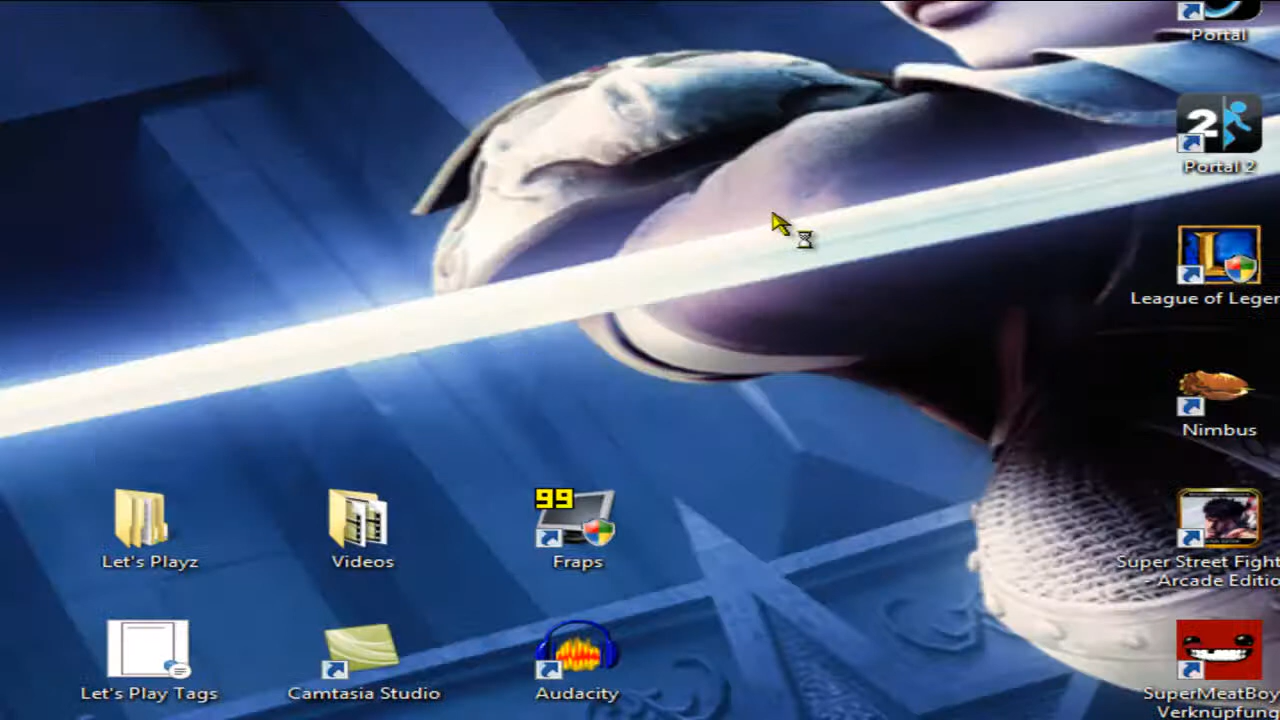 Portal
2
Portal 2
L
League of Leger
Nimbus
99
Let's Playz
Videos
Fraps
Super Street Fight
- Arcade Editio
Let's Play Tags
Camtasia Studio
Audacity
SuperMeatBoy
Verknüpfung